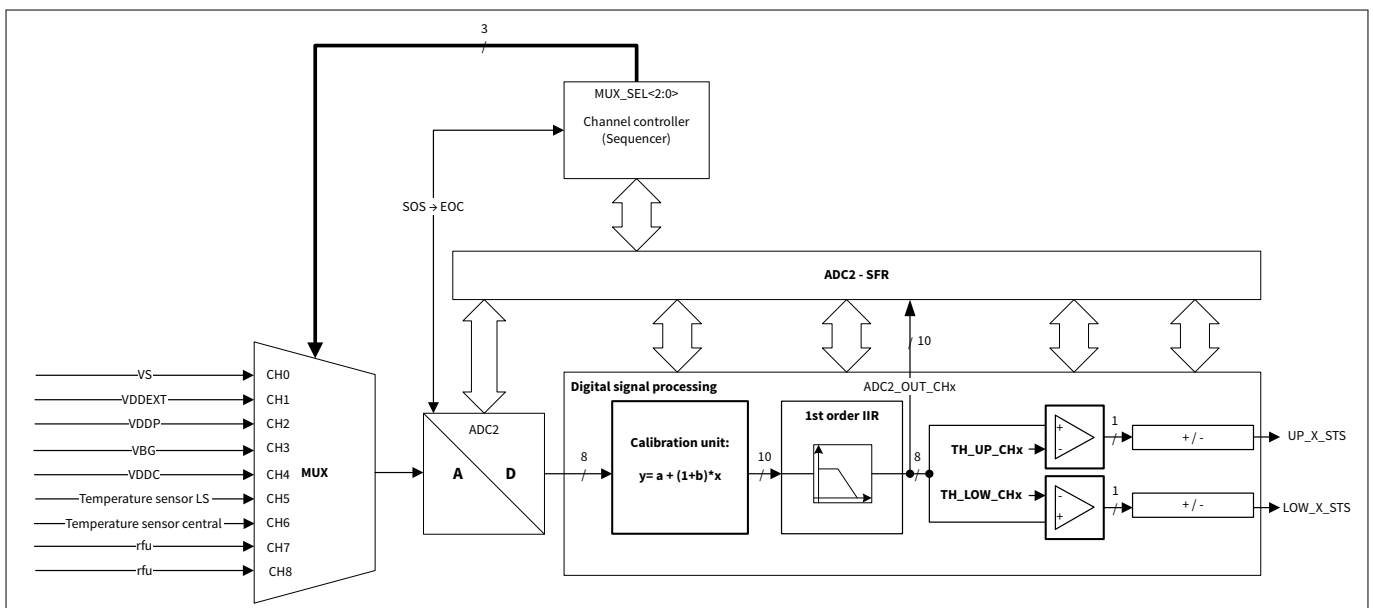 3
MUX_SEL<2:0>
Channel controller
(Sequencer)
SOS → EOC
ADC2 - SFR
10
VS
VDDEXT
VDDP
VBG
VDDC
Temperature sensor LS
Temperature sensor central
rfu
rfu
CH0
CH1
CH2
CH3
CH4
CH5
CH6
CH7
CH8
MUX
ADC2
A
D
8
Digital signal processing
Calibration unit:
y= a + (1+b)*x
10
1st order IIR
ADC2_OUT_CHx
8
TH_UP_CHx
TH_LOW_CHx
+
-
-
+
1
1
+ / -
+ / -
UP_X_STS
LOW_X_STS